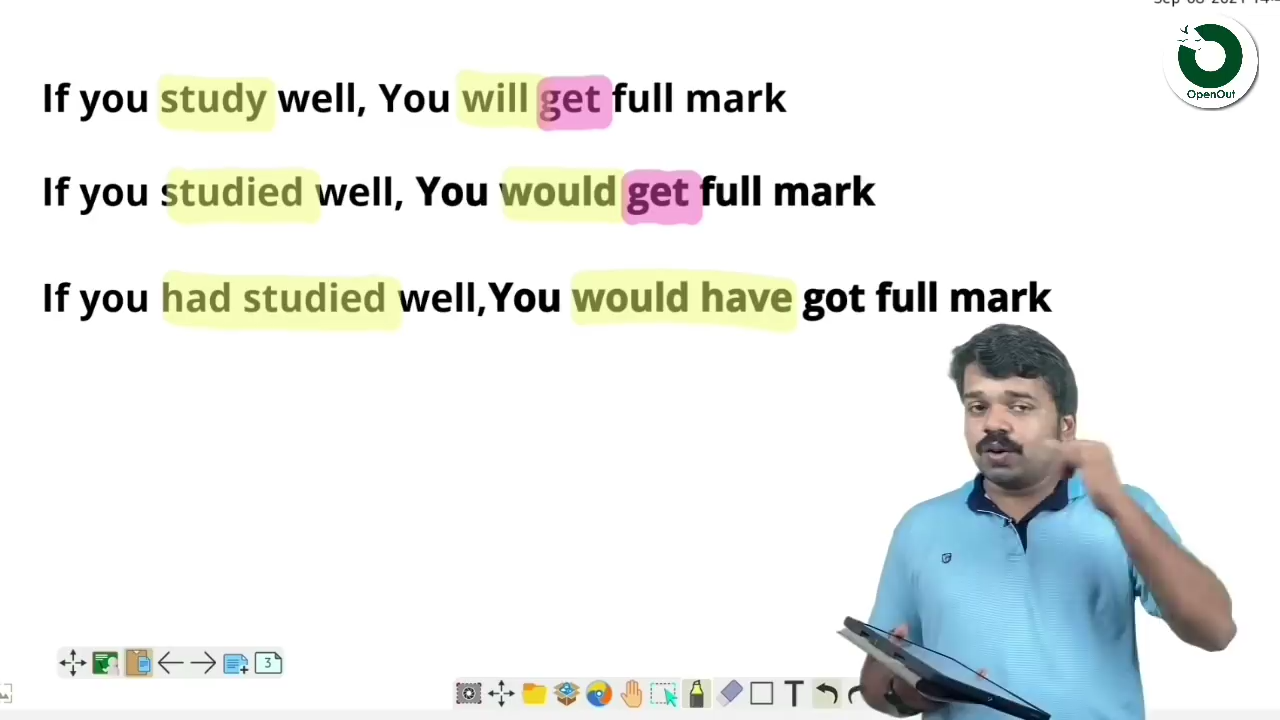 OpenOut
If you study well, You will get full mark
If you studied well, You would get full mark
If you had studied well,You would have got full mark
3